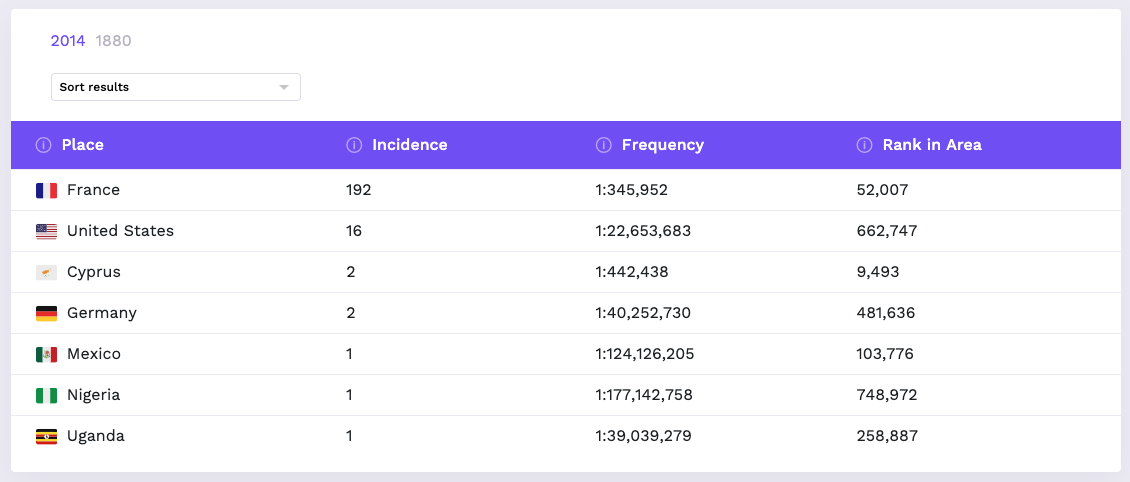 2014 1880
Sort results
Place Incidence Frequency Rank in Area
France 192 1:345,952 52,007
United States 16 1:22,653,683 662,747
Cyprus 2 1:442,438 9,493
Germany 2 1:40,252,730 481,636
Mexico 1 1:124,126,205 103,776
Nigeria 1 1:177,142,758 748,972
Uganda 1 1:39,039,279 258,887